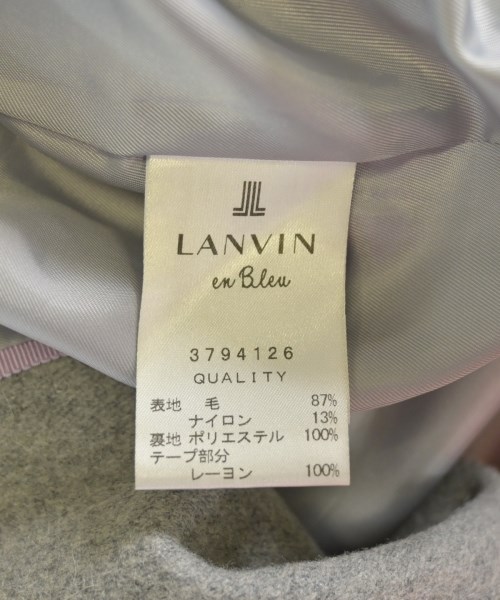 LANVIN
en Bleu
3794126
QUALITY
表地 毛 87%
ナイロン 13%
裏地 ポリエステル 100%
テープ部分
レーヨン 100%